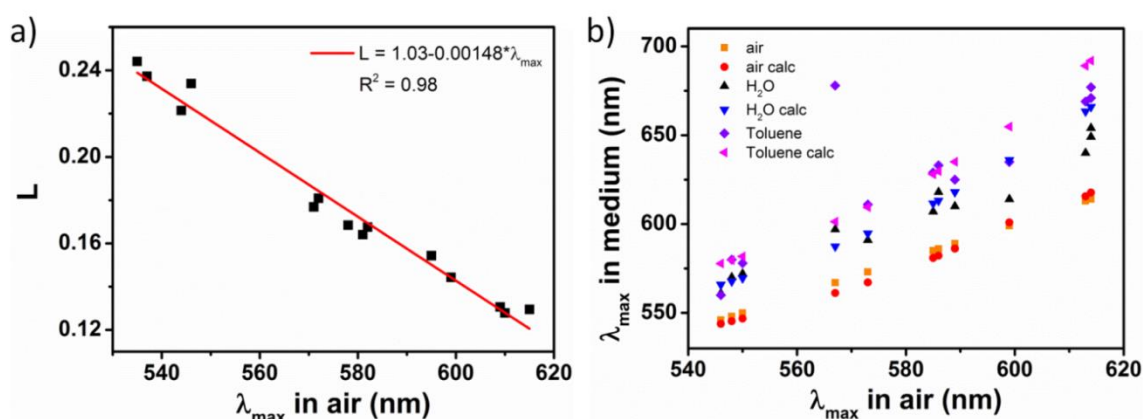 a)
L = 1.03-0.00148*λmax
R² = 0.98
0.24
0.20
0.16
0.12
L
540 560 580 600 620
λmax in air (nm)
b)
air
air calc
H₂O
H₂O calc
Toluene
Toluene calc
700
650
600
550
λmax in medium (nm)
540 560 580 600 620
λmax in air (nm)